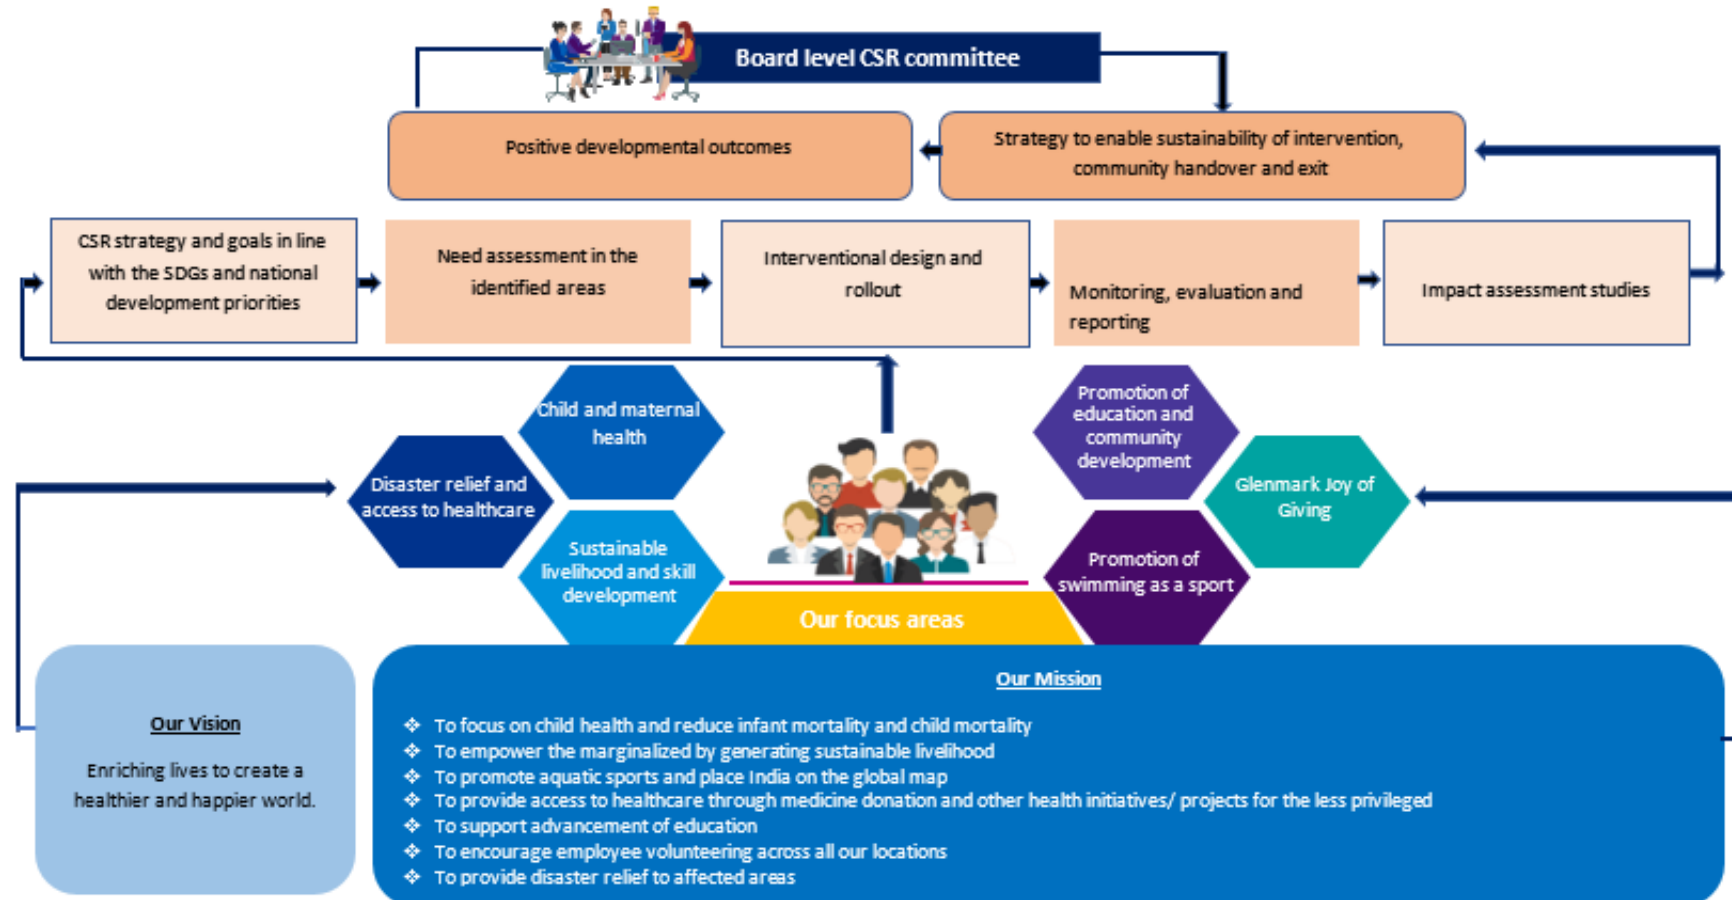 Board level CSR committee
Positive developmental outcomes
Strategy to enable sustainability of intervention,
community handover and exit
CSR strategy and goals in line
with the SDGs and national
development priorities
Need assessment in the
identified areas
Interventional design and
rollout
Monitoring, evaluation and
reporting
Impact assessment studies
Child and maternal
health
Disaster relief and
access to healthcare
Sustainable
livelihood and skill
development
Promotion of
education and
community
development
Glenmark Joy of
Giving
Promotion of
swimming as a sport
Our focus areas
Our Vision
Enriching lives to create a
healthier and happier world.
Our Mission
❖ To focus on child health and reduce infant mortality and child mortality
❖ To empower the marginalized by generating sustainable livelihood
❖ To promote aquatic sports and place India on the global map
❖ To provide access to healthcare through medicine donation and other health initiatives/ projects for the less privileged
❖ To support advancement of education
❖ To encourage employee volunteering across all our locations
❖ To provide disaster relief to affected areas